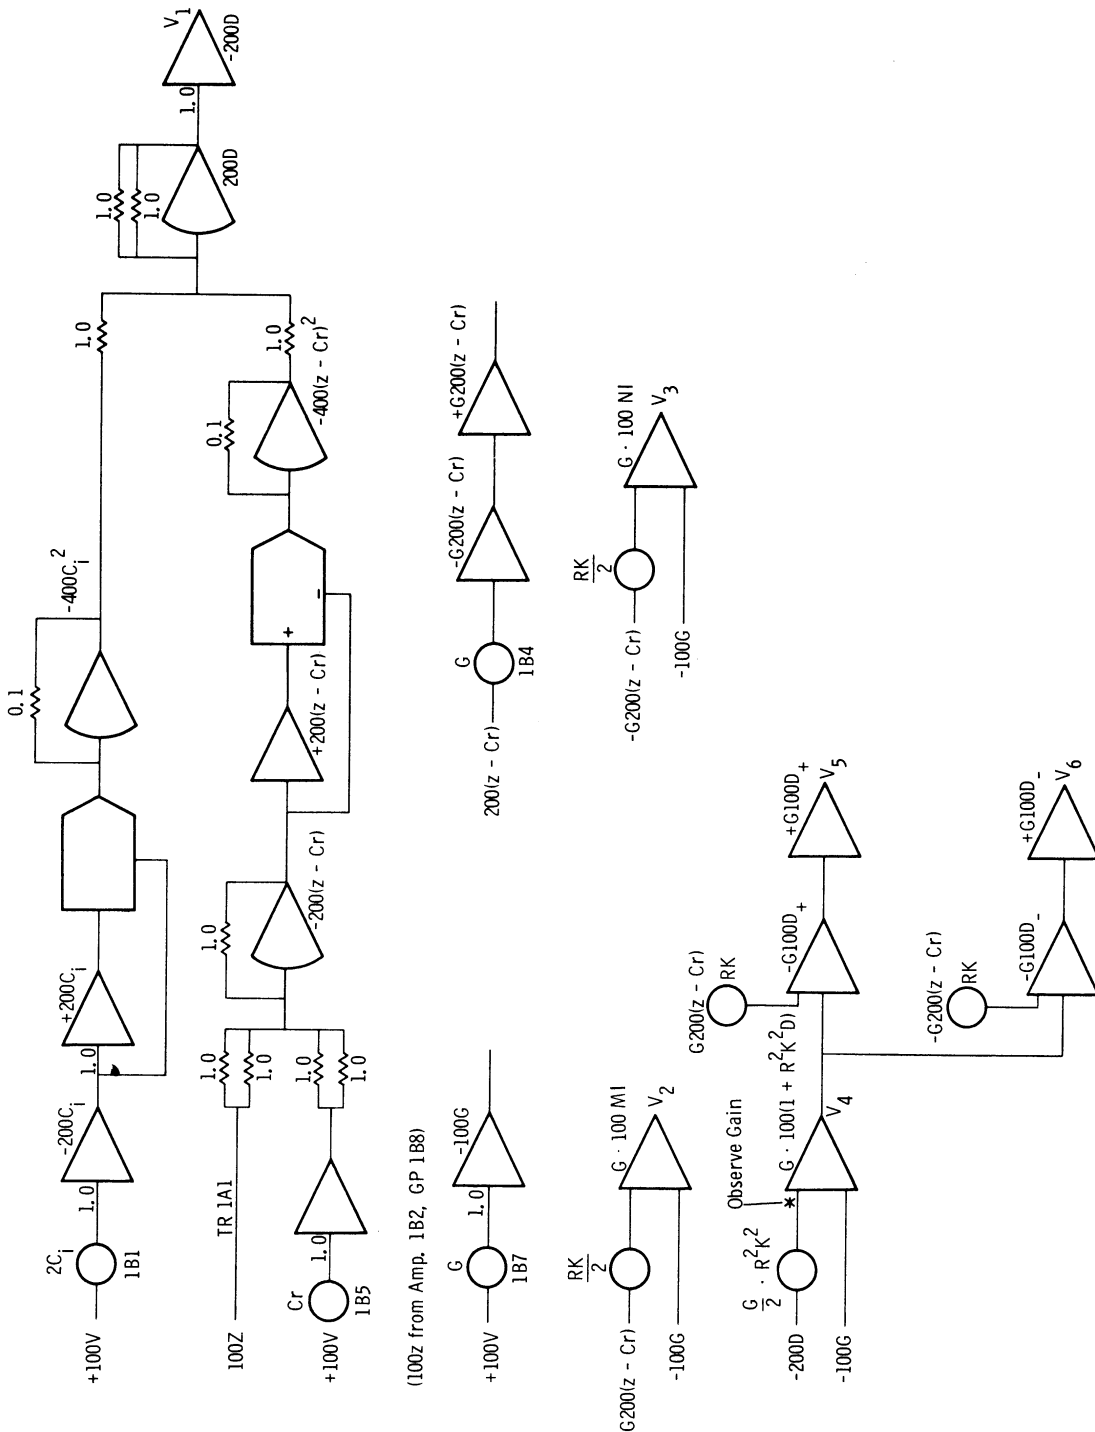 +100V
2C_i
1B1
1.0
-200C_i
1.0
+200C_i
0.1
-400C_i^2
1.0
100Z
TR 1A1
1.0
1.0
+100V
Cr
1B5
1.0
1.0
1.0
1.0
-200(z - Cr)
+200(z - Cr)
+
-
0.1
-400(z - Cr)^2
1.0
1.0
1.0
200D
1.0
V_1
-200D
(100z from Amp. 1B2, GP 1B8)
+100V
G
1B7
1.0
-100G
200(z - Cr)
G
1B4
-G200(z - Cr)
+G200(z - Cr)
G200(z - Cr)
RK
2
-100G
G · 100 MI
V_2
-G200(z - Cr)
RK
2
-100G
G · 100 NI
V_3
-200D
G
2
· R^2K^2
-100G
Observe Gain
*
G · 100(1 + R^2K^2D)
V_4
G200(z - Cr)
RK
-G100D_+
+G100D_+
V_5
-G200(z - Cr)
RK
-G100D_-
+G100D_-
V_6